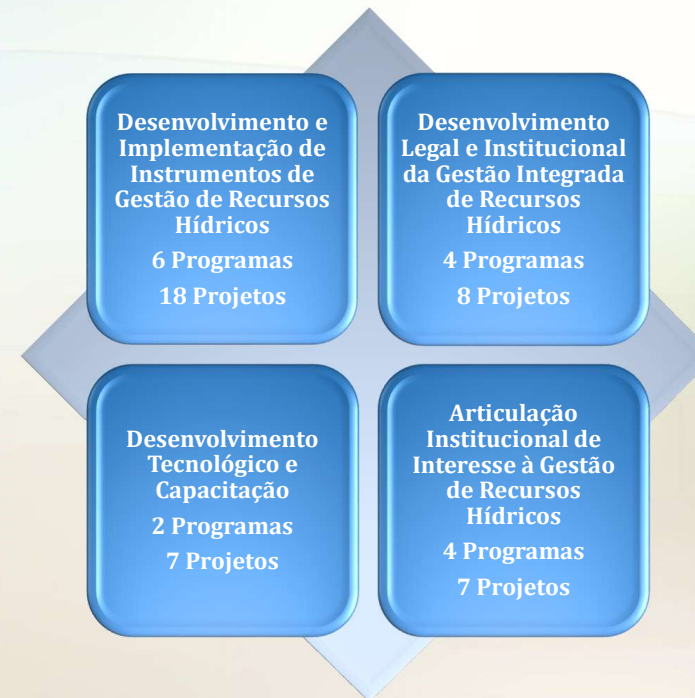 Desenvolvimento e
Implementação de
Instrumentos de
Gestão de Recursos
Hídricos
6 Programas
18 Projetos
Desenvolvimento
Legal e Institucional
da Gestão Integrada
de Recursos
Hídricos
4 Programas
8 Projetos
Desenvolvimento
Tecnológico e
Capacitação
2 Programas
7 Projetos
Articulação
Institucional de
Interesse à Gestão
de Recursos
Hídricos
4 Programas
7 Projetos